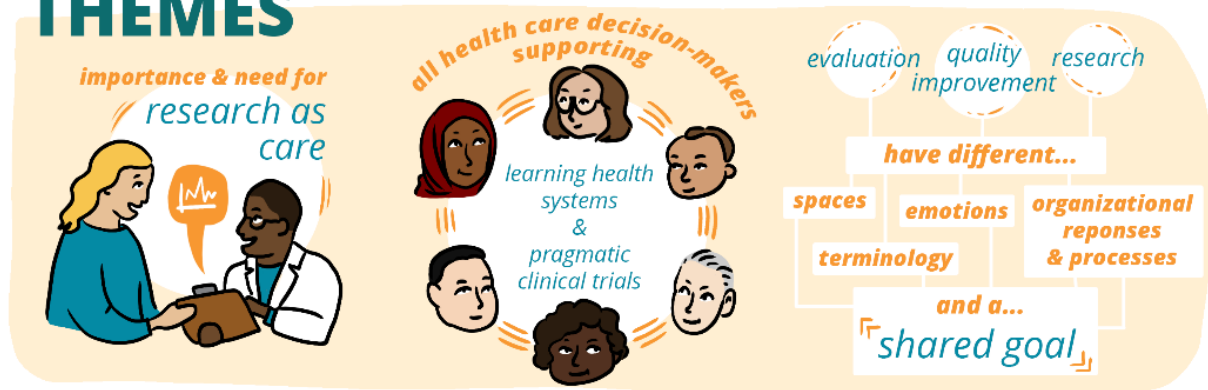 THEMES
importance & need for
research as
care
all health care decision-makers
supporting
learning health
systems
&
pragmatic
clinical trials
evaluation
quality
improvement
research
have different...
spaces
emotions
terminology
organizational
reponses
& processes
and a...
shared goal